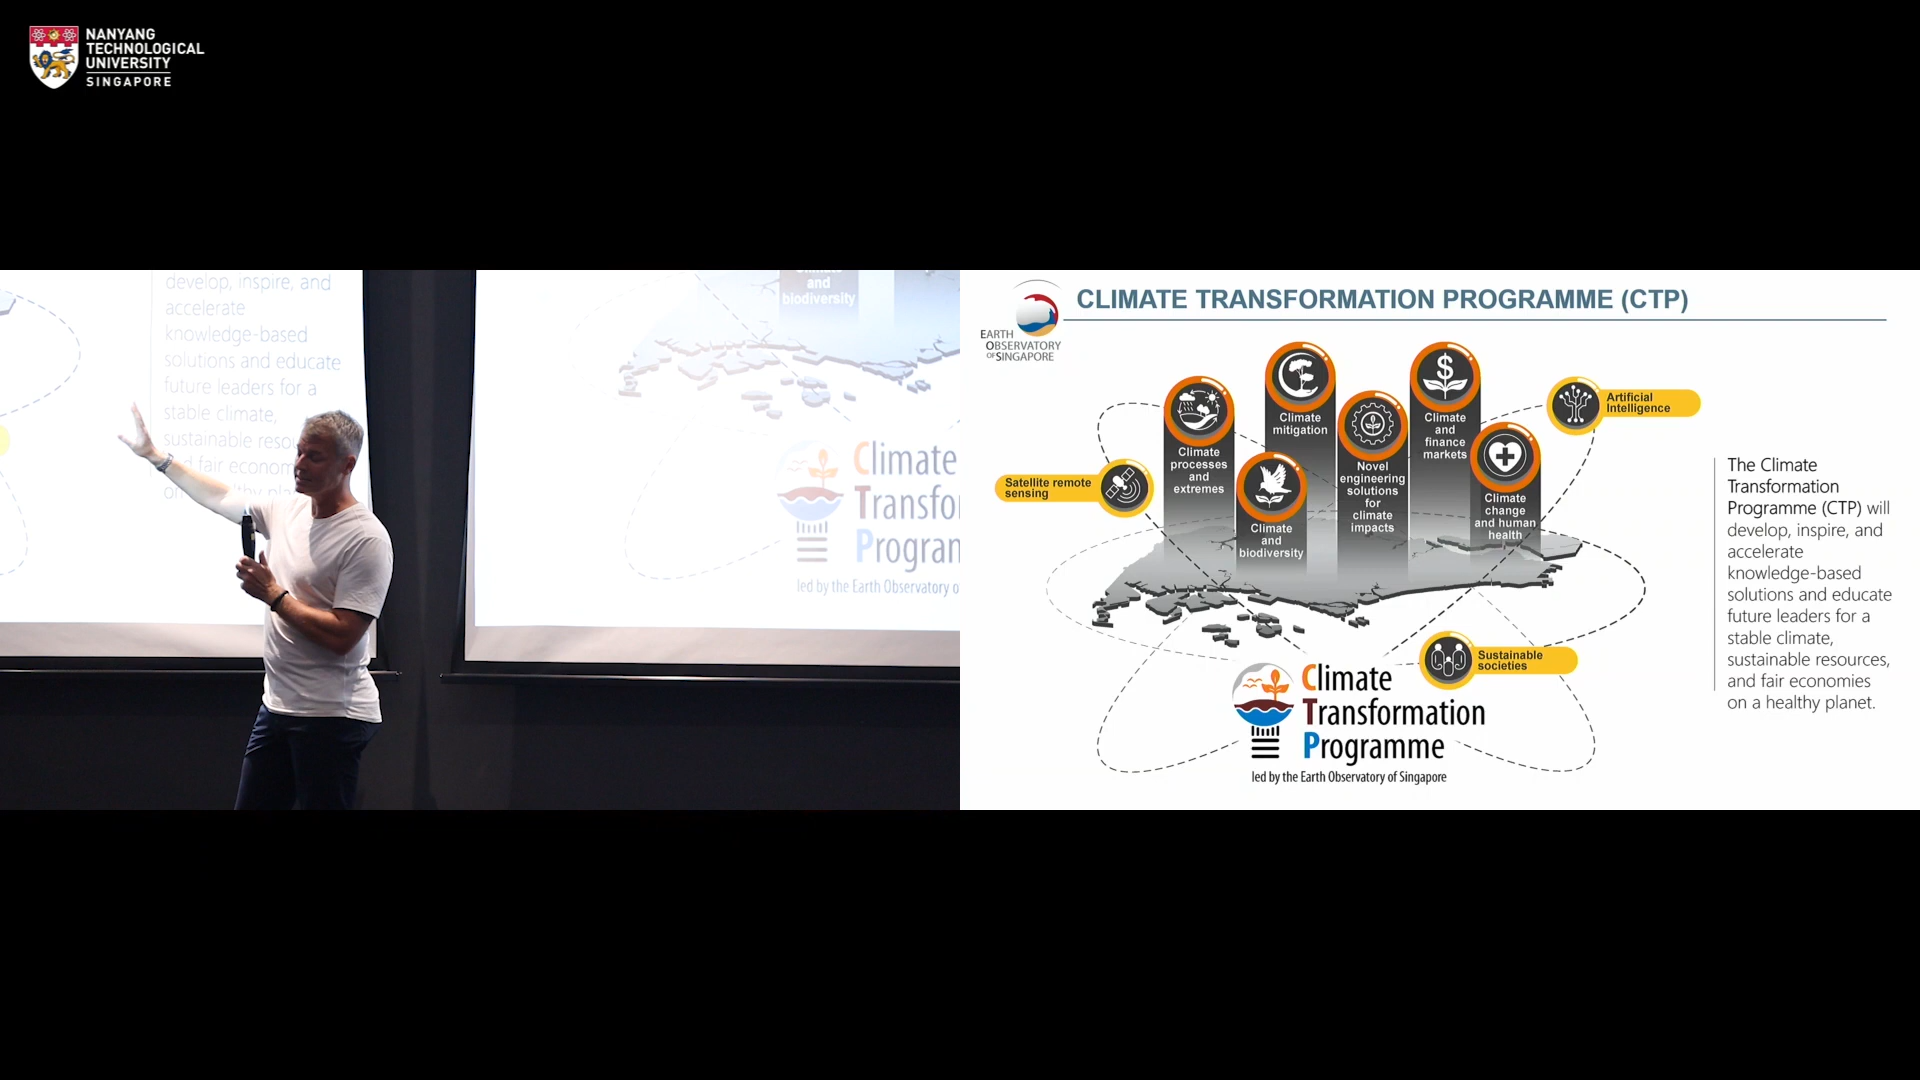 NANYANG
TECHNOLOGICAL
UNIVERSITY
SINGAPORE
develop, inspire, and
accelerate
knowledge-based
solutions and educate
future leaders for a
stable climate,
sustainable
and fair
and
biodiversity
Climate
led by the Earth Observatory
EARTH
OBSERVATORY
OF SINGAPORE
CLIMATE TRANSFORMATION PROGRAMME (CTP)
Climate
processes
and
extremes
Climate
mitigation
Climate
and
biodiversity
Novel
engineering
solutions
for
climate
impacts
$
Climate
and
finance
markets
Climate
change
and human
health
Artificial
Intelligence
Satellite remote
sensing
Sustainable
societies
Climate
Transformation
Programme
led by the Earth Observatory of Singapore
The Climate
Transformation
Programme (CTP) will
develop, inspire, and
accelerate
knowledge-based
solutions and educate
future leaders for a
stable climate,
sustainable resources,
and fair economies
on a healthy planet.